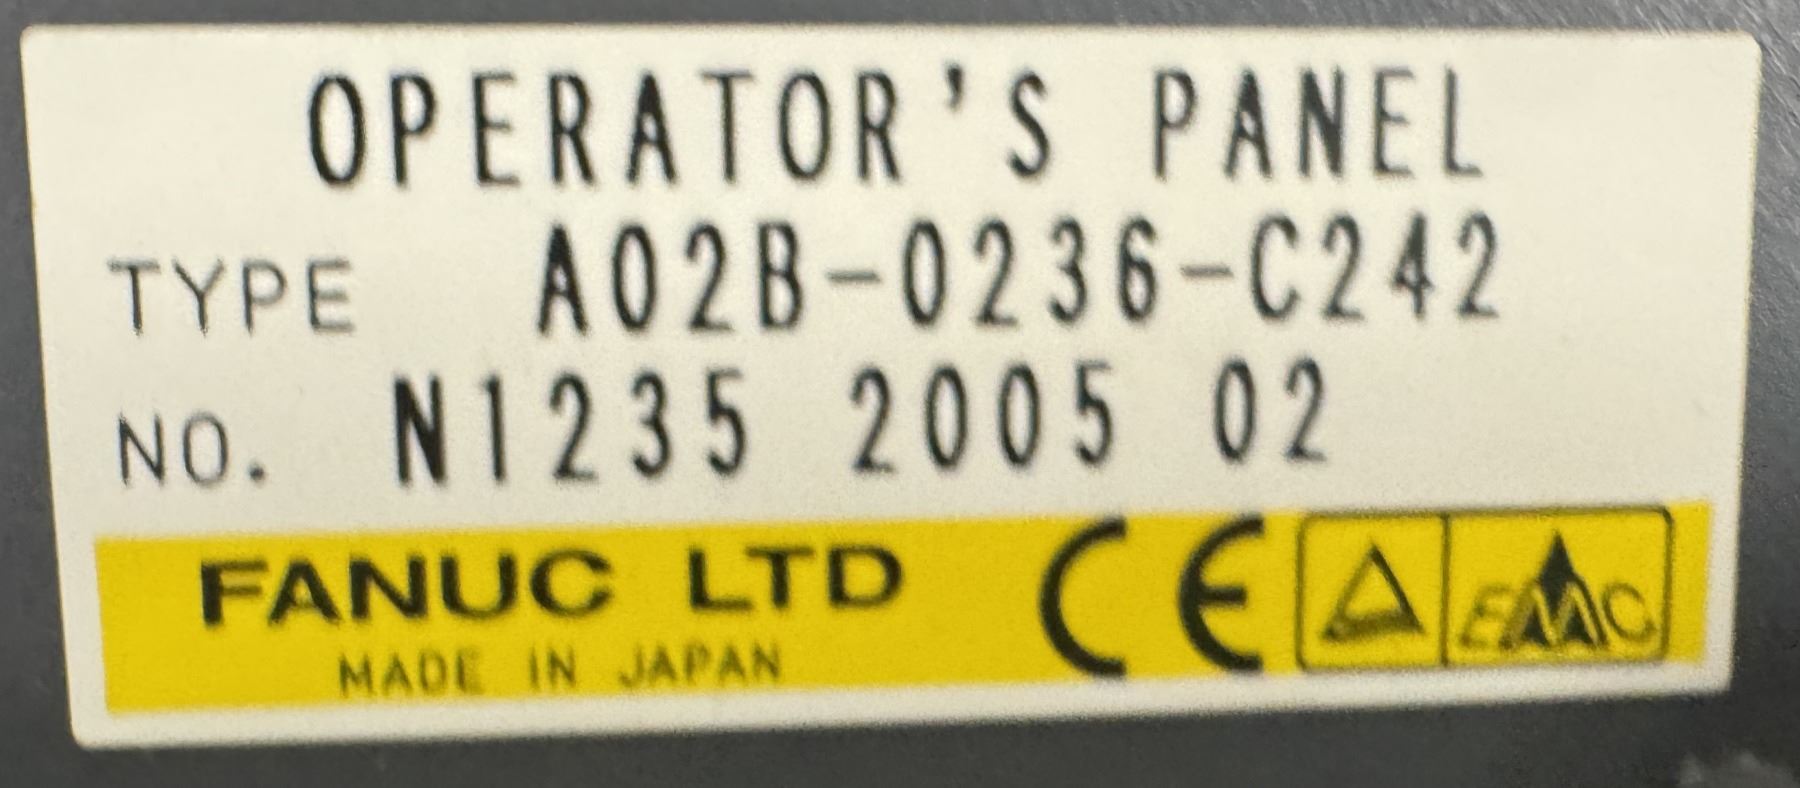 OPERATOR'S PANEL
TYPE A02B-0236-C242
NO. N1235 2005 02
FANUC LTD CE EMC
MADE IN JAPAN